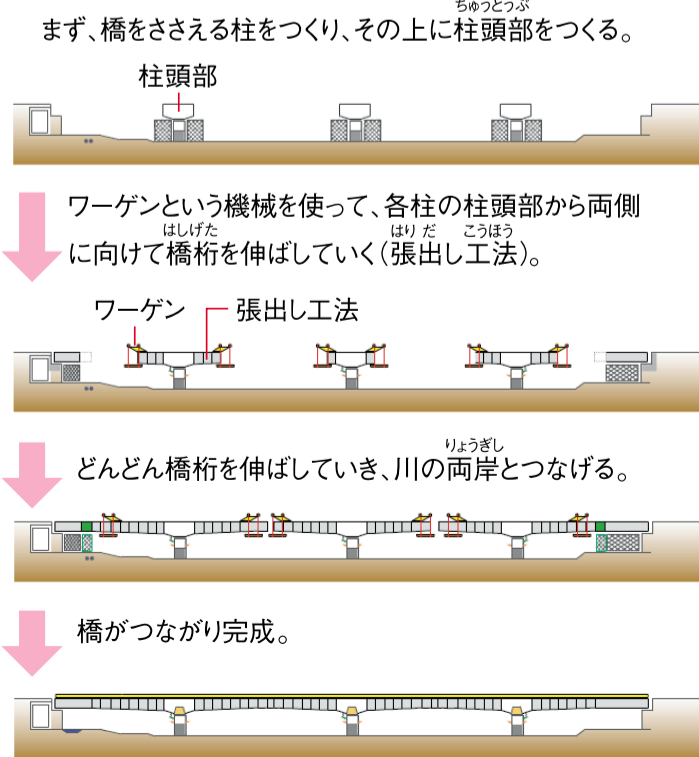 ちゅうとうぶ
まず、橋をささえる柱をつくり、その上に柱頭部をつくる。
柱頭部
ワーゲンという機械を使って、各柱の柱頭部から両側
はしげた はりだ こうほう
に向けて橋桁を伸ばしていく(張出し工法)。
ワーゲン 張出し工法
りょうぎし
どんどん橋桁を伸ばしていき、川の両岸とつなげる。
橋がつながり完成。